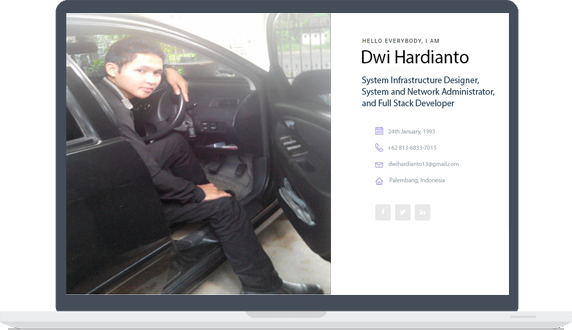 HELLO EVERYBODY, I AM
Dwi Hardianto
System Infrastructure Designer,
System and Network Administrator,
and Full Stack Developer
24th January, 1993
+62 813-6833-7015
dwihardianto13@gmail.com
Palembang, Indonesia